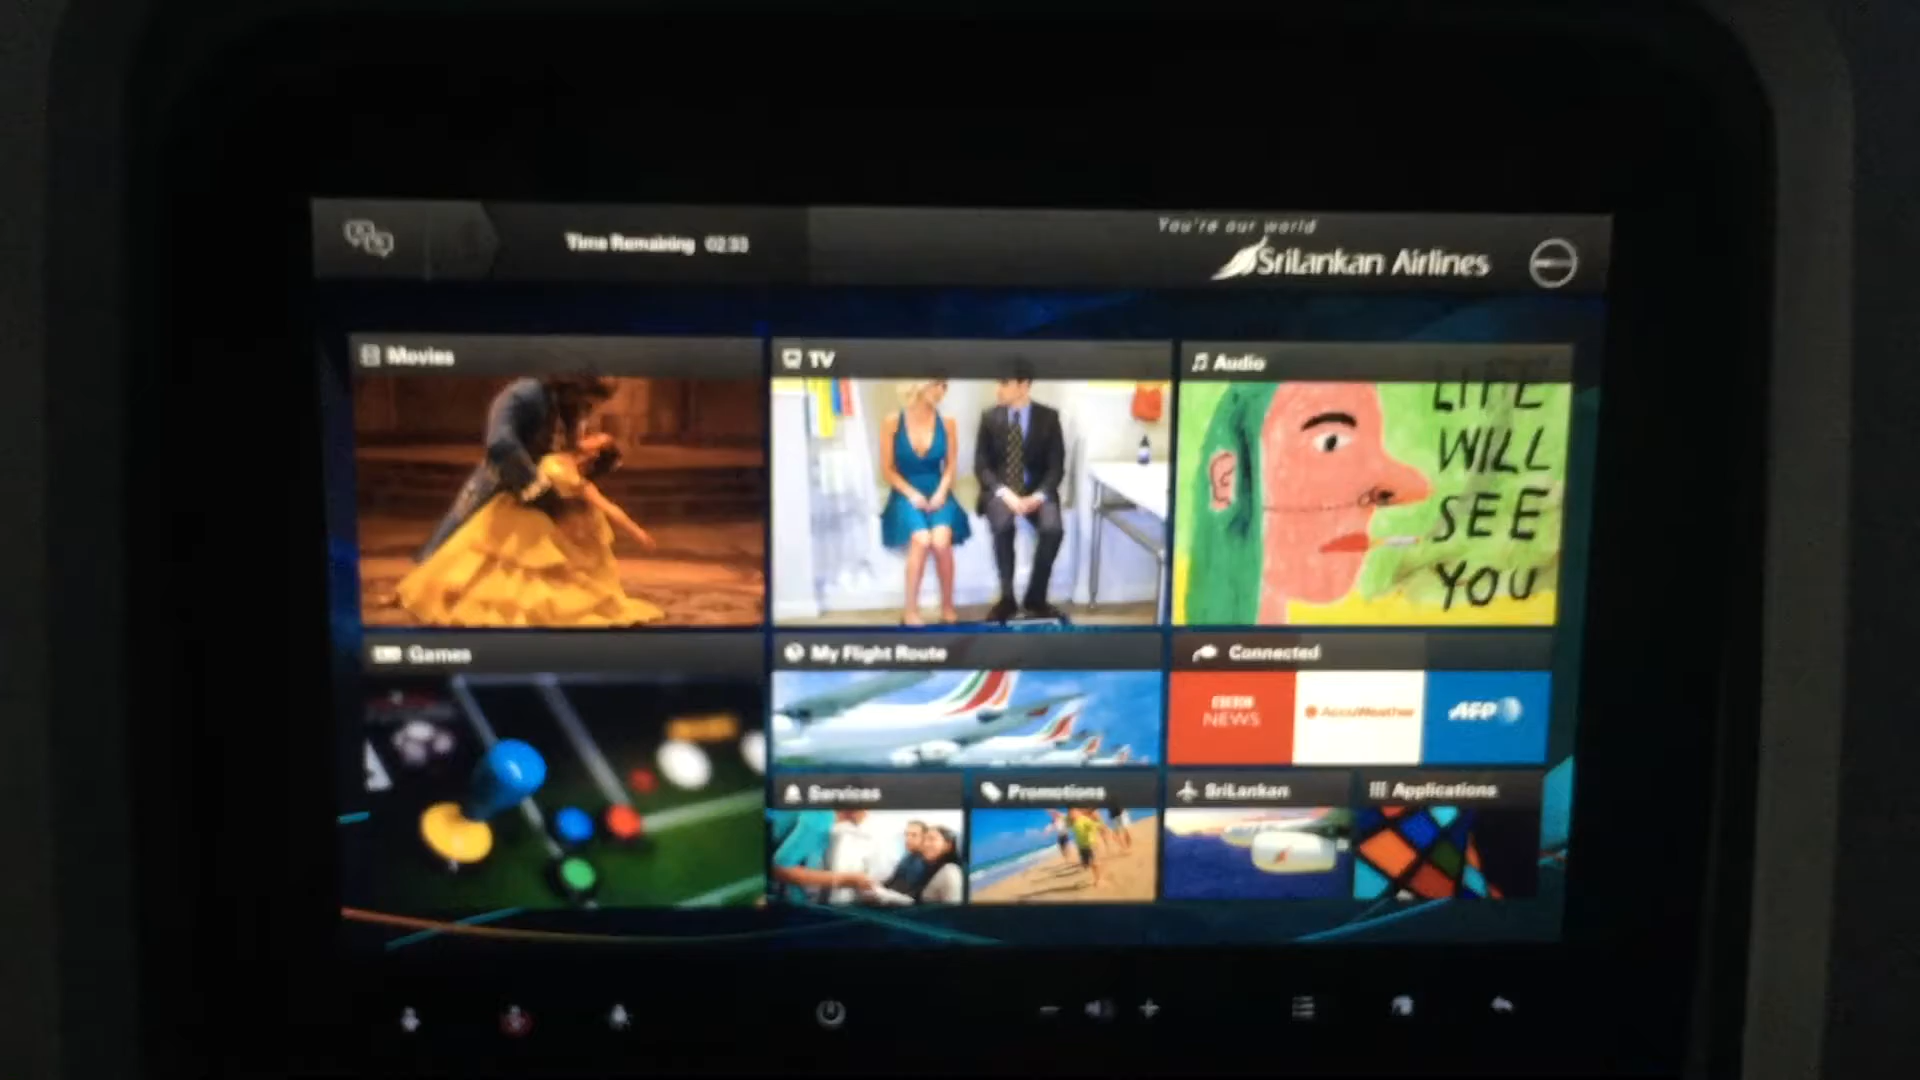 Time Remaining 02:33
You're our world
SriLankan Airlines
Movies
TV
Audio
LIFE
WILL
SEE
YOU
Games
My Flight Route
Connected
BBC
NEWS
AccuWeather
AFP
Services
Promotions
SriLankan
Applications